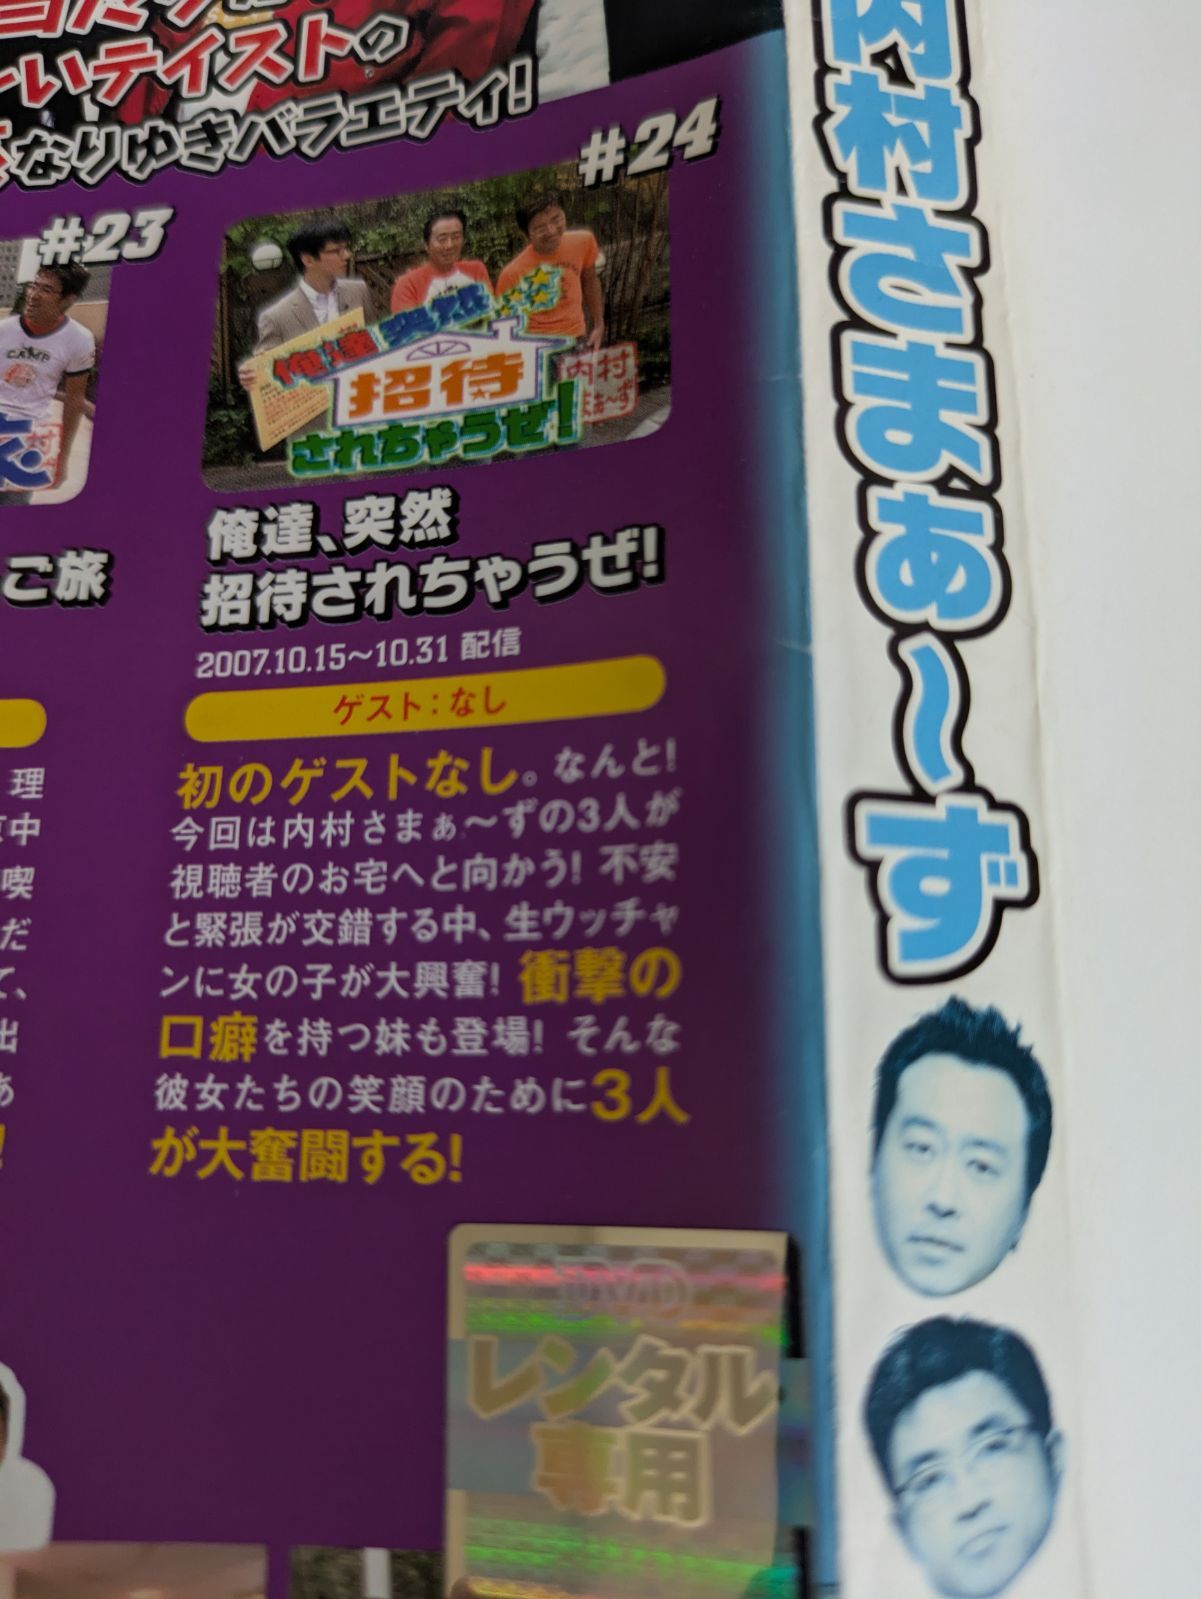 いテイストの
なりゆきバラエティ!
#23
CAMP
ご旅
理
中
喫
だ
て、
出
あ
#24
俺達突然
招待
されちゃうぜ!
内村
まぁ〜ず
俺達、突然
招待されちゃうぜ!
2007.10.15〜10.31 配信
ゲスト:なし
初のゲストなし。なんと!
今回は内村さまぁ〜ずの3人が
視聴者のお宅へと向かう! 不安
と緊張が交錯する中、生ウッチャ
ンに女の子が大興奮! 衝撃の
口癖を持つ妹も登場! そんな
彼女たちの笑顔のために3人
が大奮闘する!
DVD
レンタル
専用
内村さまぁ〜ず